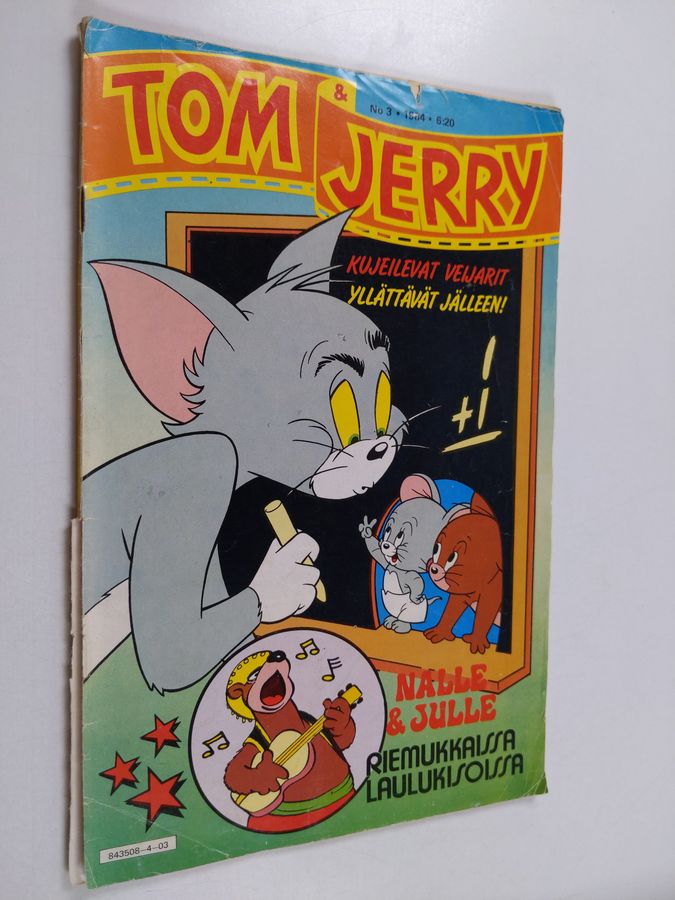 TOM
&
JERRY
No 3 • 1984 • 6:20
KUJEILEVAT VEIJARIT
YLLÄTTÄVÄT JÄLLEEN!
1
+1
NALLE
& JULLE
RIEMUKKAISSA
LAULUKISOISSA
843508-4-03